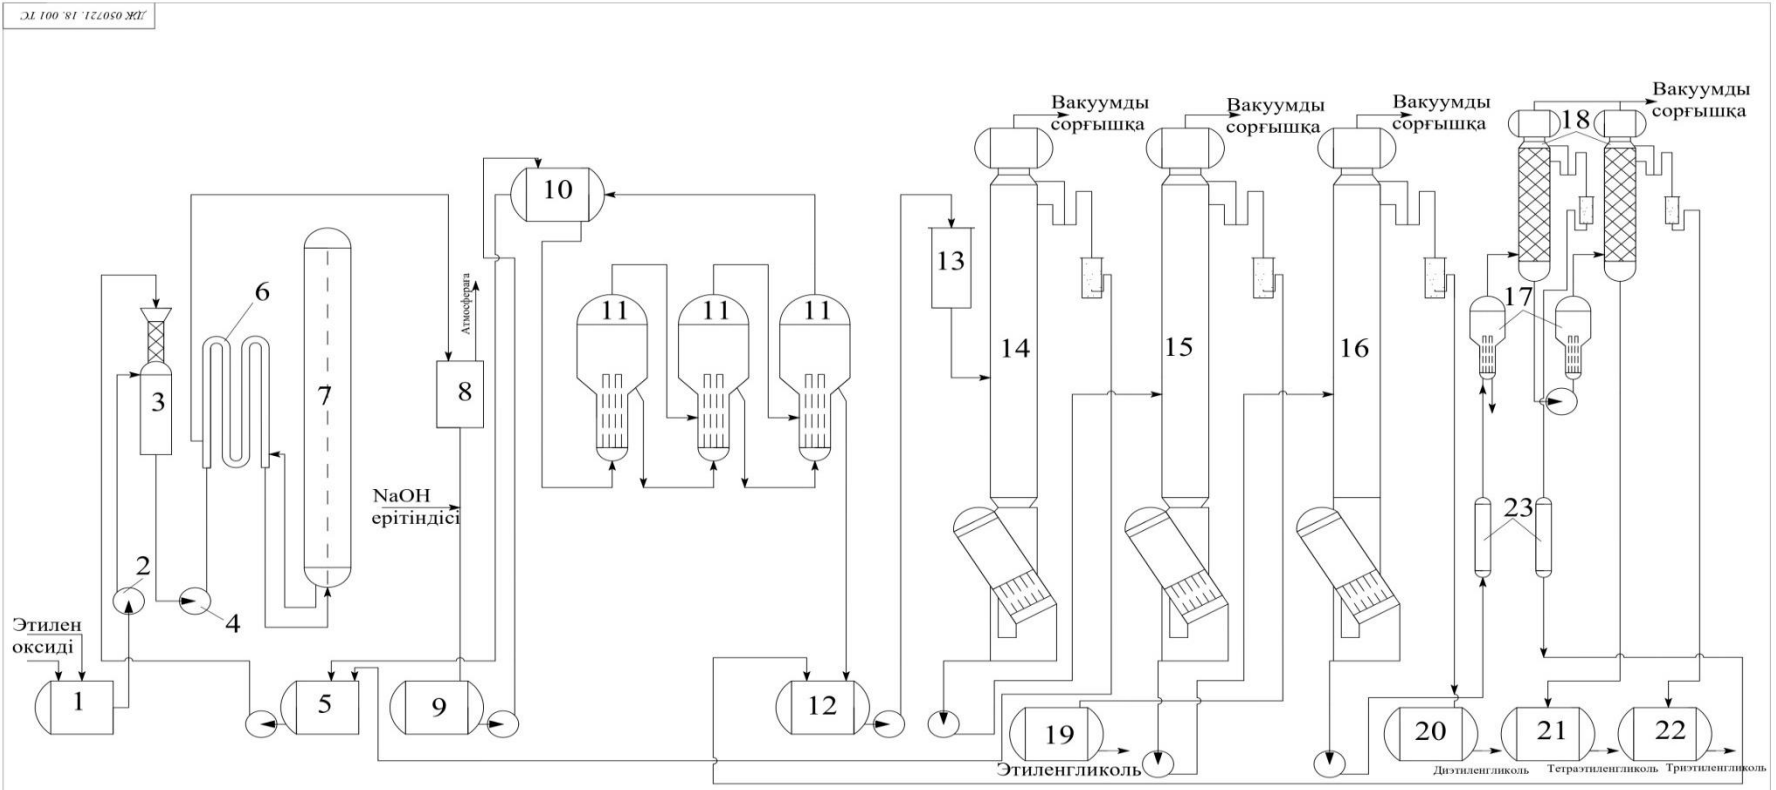 ДЖ 050721. 18. 001 ТС
Вакуумды
сорғышқа
Вакуумды
сорғышқа
Вакуумды
сорғышқа
Вакуумды
сорғышқа
18
10
6
Атмосфераға
13
11
11
11
17
14
15
16
3
7
8
NaOH
ерітіндісі
23
2
4
Этилен
оксиді
1
5
9
12
19
20
21
22
Этиленгликоль
Диэтиленгликоль
Тетраэтиленгликоль
Триэтиленгликоль